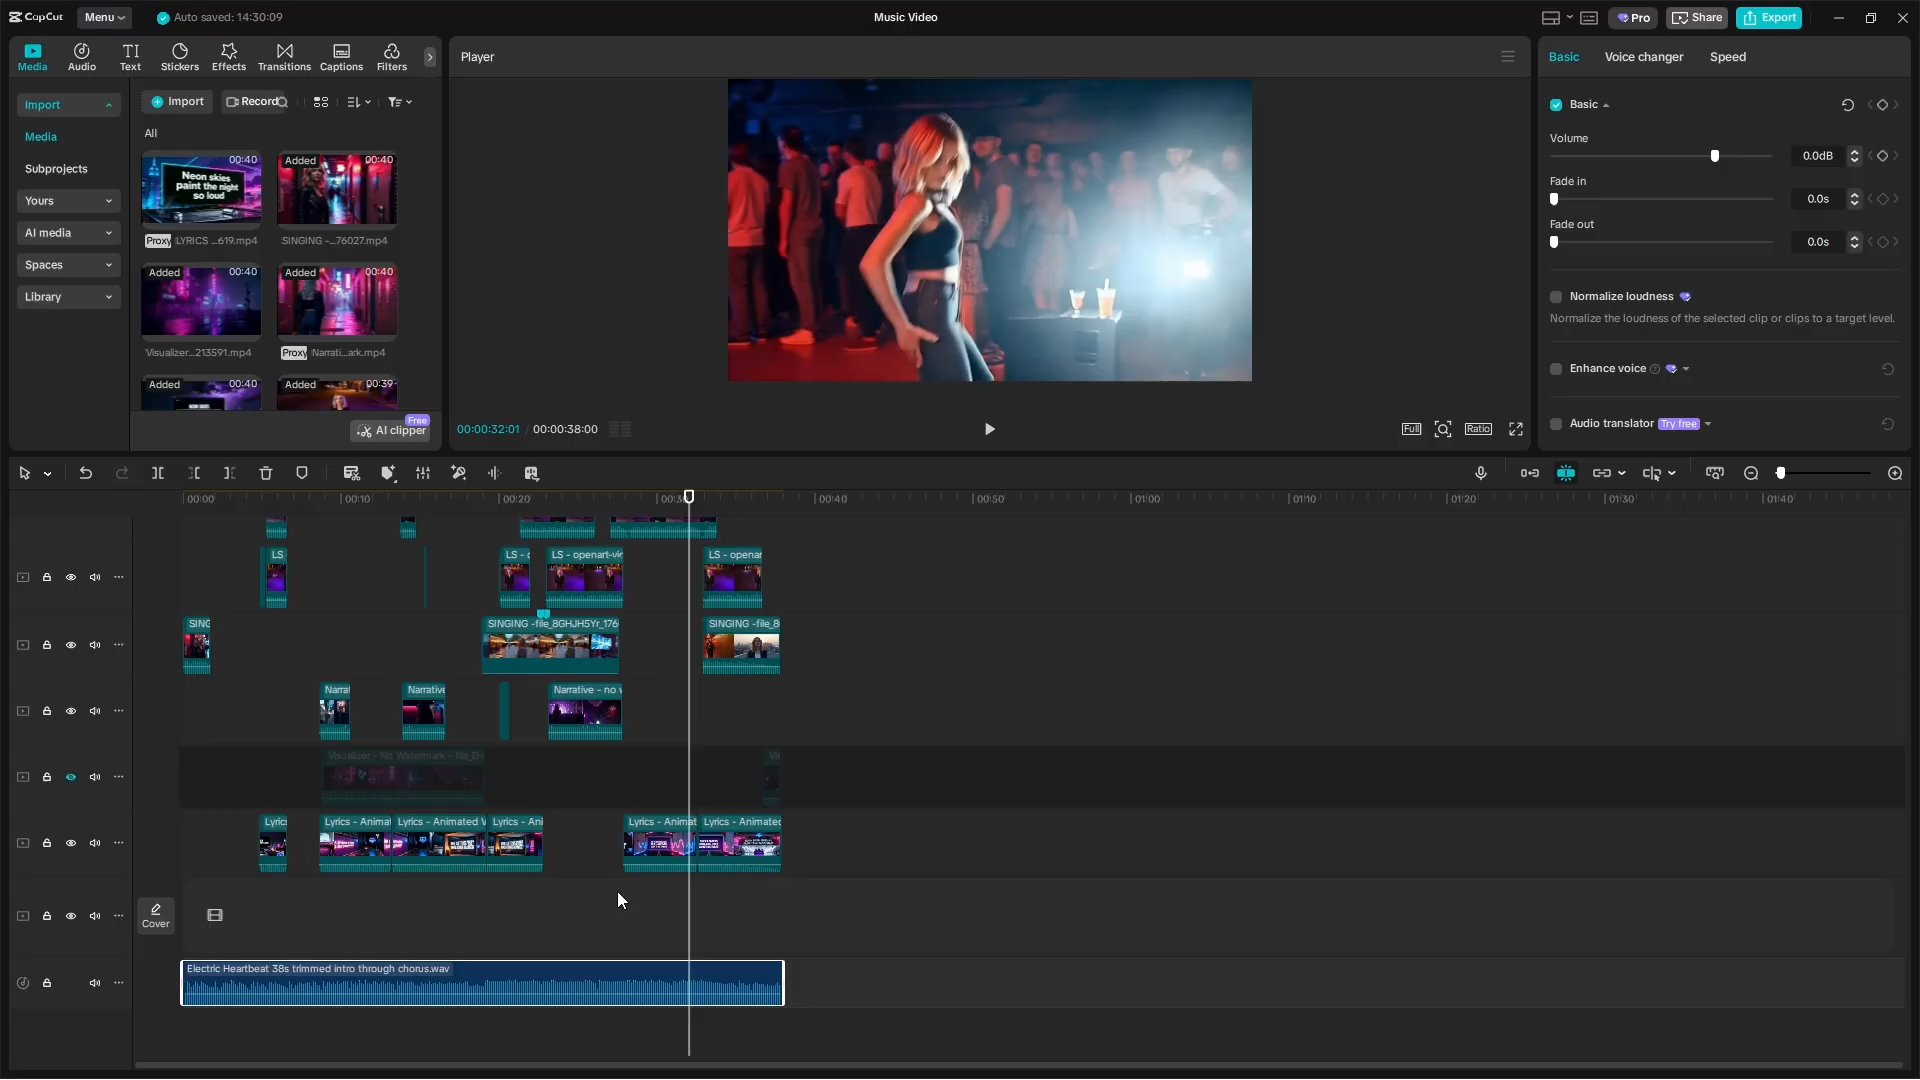 CapCut Menu Auto saved: 14:30:09 Music Video Pro Share Export
Media Audio Text Stickers Effects Transitions Captions Filters
Player
Basic Voice changer Speed
Import Import Record
Media
Subprojects
Yours
AI media
Spaces
Library
All
00:40 Added 00:40
Neon skies
paint the night
so loud
Proxy LYRICS ...619.mp4 SINGING -...76027.mp4
Added 00:40 Added 00:40
Visualizer...213591.mp4 Proxy Narrati...ark.mp4
Added 00:40 Added 00:39
Free
AI clipper
00:00:32:01 / 00:00:38:00
Full Ratio
Basic
Volume
0.0dB
Fade in
0.0s
Fade out
0.0s
Normalize loudness
Normalize the loudness of the selected clip or clips to a target level.
Enhance voice
Audio translator Try free
00:00 00:10 00:20 00:30 00:40 00:50 01:00 01:10 01:20 01:30 01:40
LS LS - o LS - openart-vid LS - openar
SING SINGING -file_8GHJH5Yr_176 SINGING -file_8
Narrat Narrative Narrative - no w
Visualizer - No Watermark - file_D- Vis
Lyric Lyrics - Animat Lyrics - Animated V Lyrics - Ani Lyrics - Animat Lyrics - Animated
Cover
Electric Heartbeat 38s trimmed intro through chorus.wav